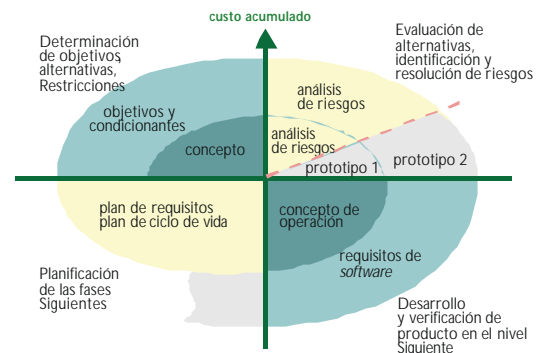 custo acumulado
Determinación
de objetivos,
alternativas,
Restricciones
Evaluación de
alternativas,
identificación y
resolución de riesgos
objetivos y
condicionantes
concepto
análisis
de riesgos
análisis
de riesgos
prototipo 1
prototipo 2
plan de requisitos
plan de ciclo de vida
concepto de
operación
requisitos de
software
Planificación
de las fases
Siguientes
Desarrollo
y verificación de
producto en el nivel
Siguiente